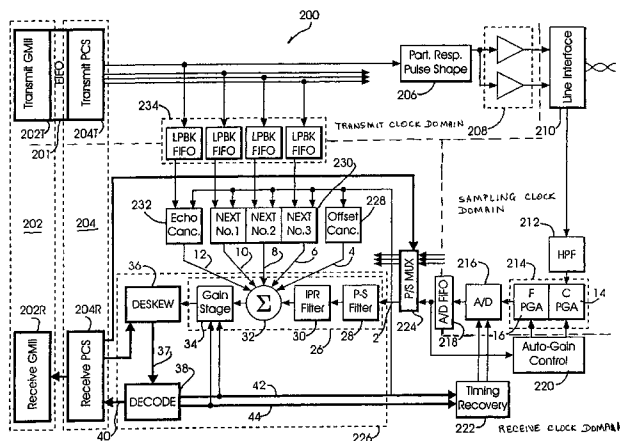 200
Transmit GMII
FIFO
Transmit PCS
202T
201
204T
Part. Resp.
Pulse Shape
206
208
Line Interface
210
234
LPBK
FIFO
LPBK
FIFO
LPBK
FIFO
LPBK
FIFO
TRANSMIT CLOCK DOMAIN
SAMPLING CLOCK
DOMAIN
230
232
Echo
Canc.
NEXT
No.1
NEXT
No.2
NEXT
No.3
Offset
Canc.
228
212
HPF
202
204
12
10
8
6
4
P/S MUX
224
A/D FIFO
218
216
A/D
214
F
PGA
C
PGA
14
16
36
DESKEW
Gain
Stage
34
Σ
32
IPR
Filter
30
P-S
Filter
28
26
2
Auto-Gain
Control
220
202R
Receive GMII
204R
Receive PCS
37
38
DECODE
40
42
44
Timing
Recovery
222
226
RECEIVE CLOCK DOMAIN